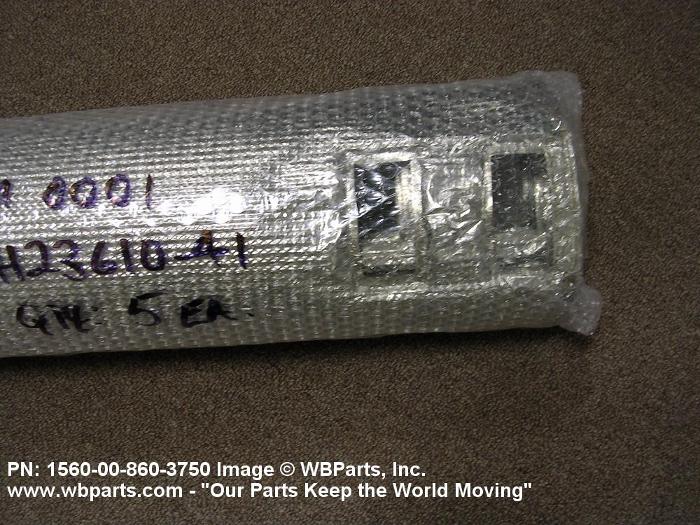 0001
H23610-41
QTY: 5 EA.
PN: 1560-00-860-3750 Image © WBParts, Inc.
www.wbparts.com - "Our Parts Keep the World Moving"